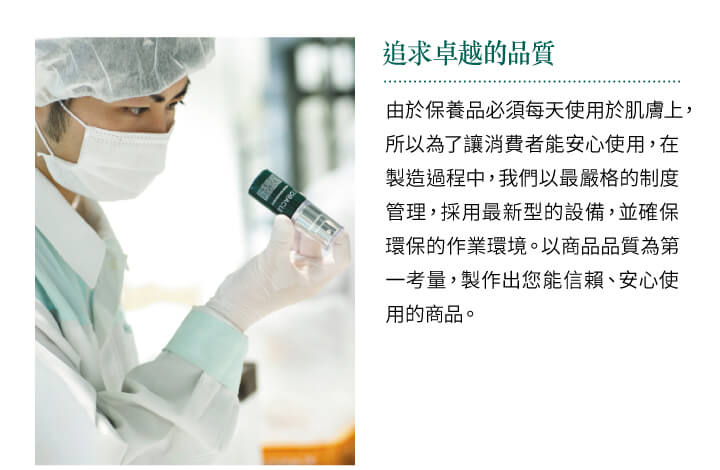 追求卓越的品質
由於保養品必須每天使用於肌膚上，
所以為了讓消費者能安心使用，在
製造過程中，我們以最嚴格的制度
管理，採用最新型的設備，並確保
環保的作業環境。以商品品質為第
一考量，製作出您能信賴、安心使
用的商品。
ORACLE